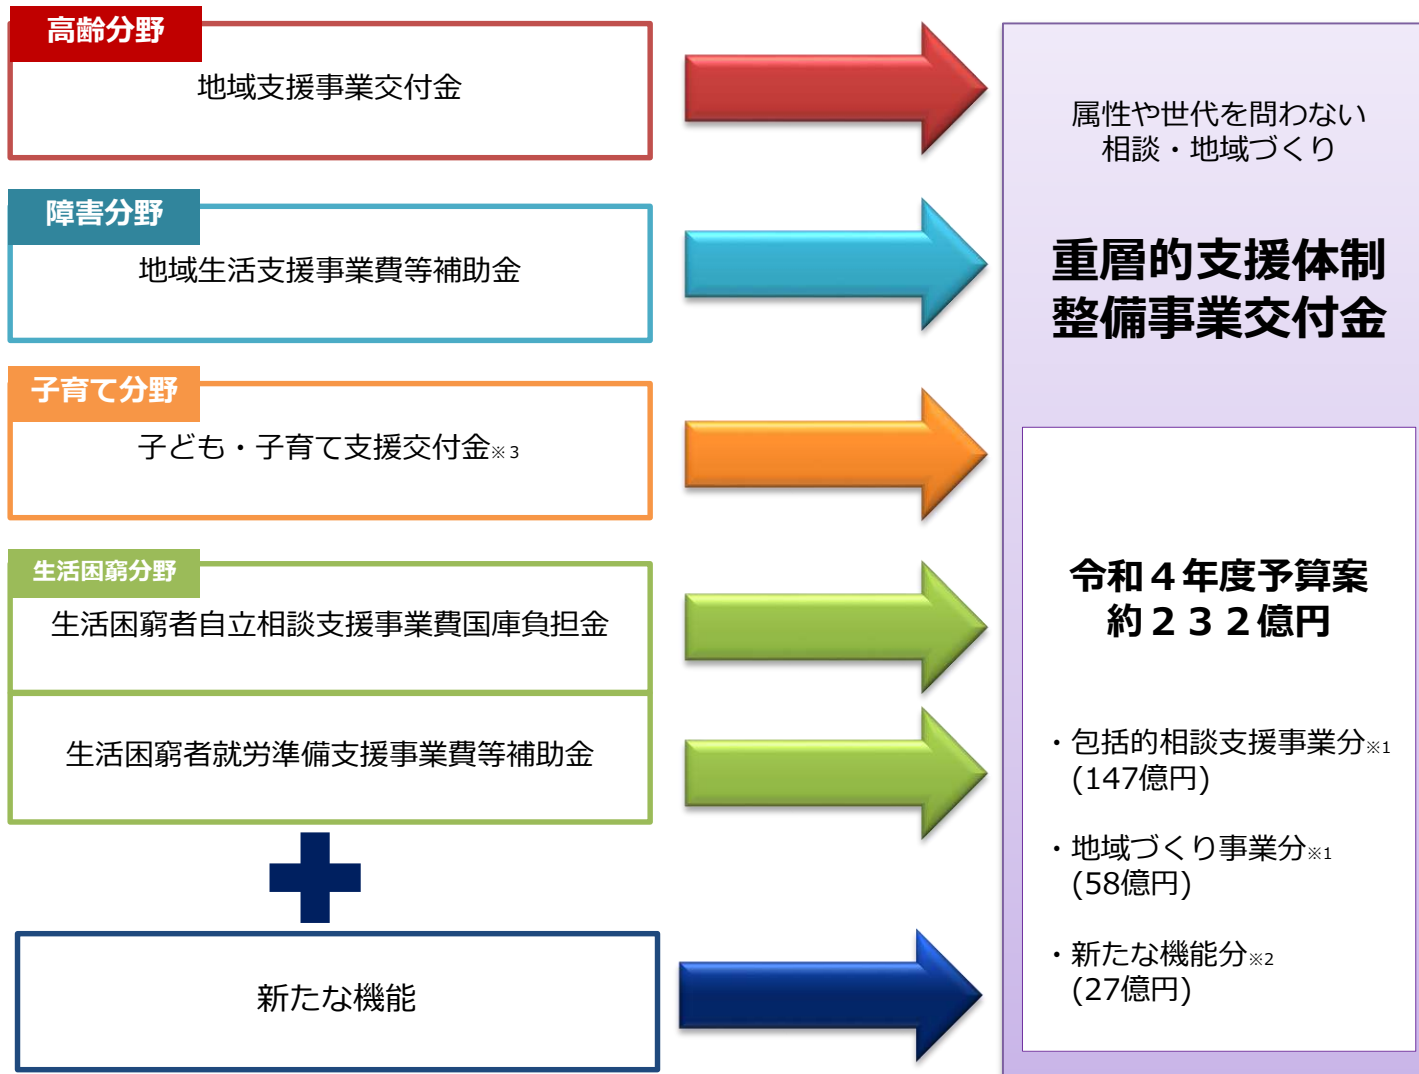 高齢分野
地域支援事業交付金
障害分野
地域生活支援事業費等補助金
子育て分野
子ども・子育て支援交付金※3
生活困窮分野
生活困窮者自立相談支援事業費国庫負担金
生活困窮者就労準備支援事業費等補助金
新たな機能
属性や世代を問わない
相談・地域づくり
重層的支援体制
整備事業交付金
令和４年度予算案
約２３２億円
・包括的相談支援事業分※1
(147億円)
・地域づくり事業分※1
(58億円)
・新たな機能分※2
(27億円)